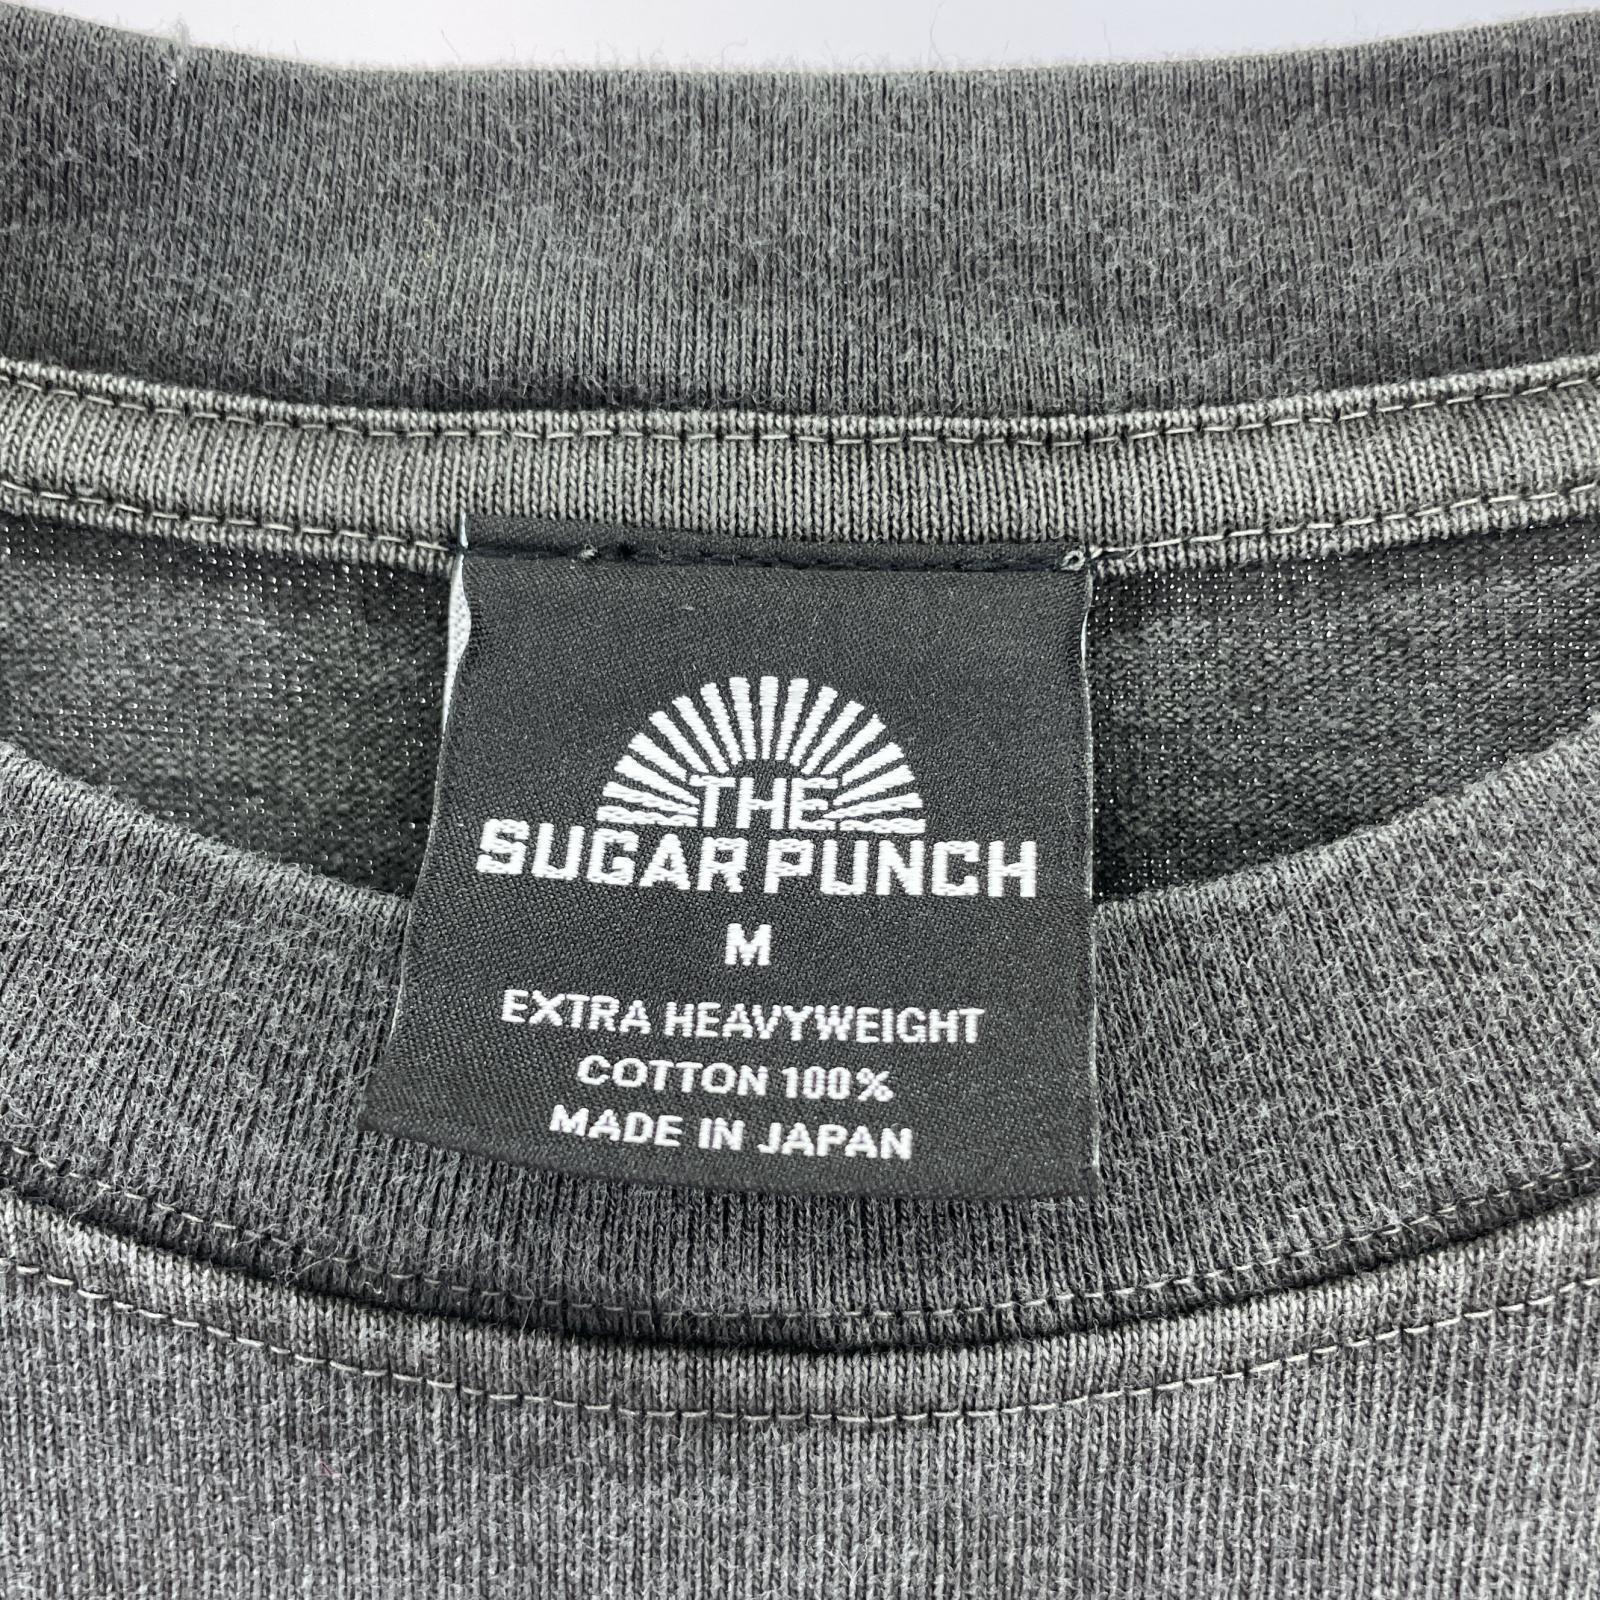 THE
SUGAR PUNCH
M
EXTRA HEAVYWEIGHT
COTTON 100%
MADE IN JAPAN